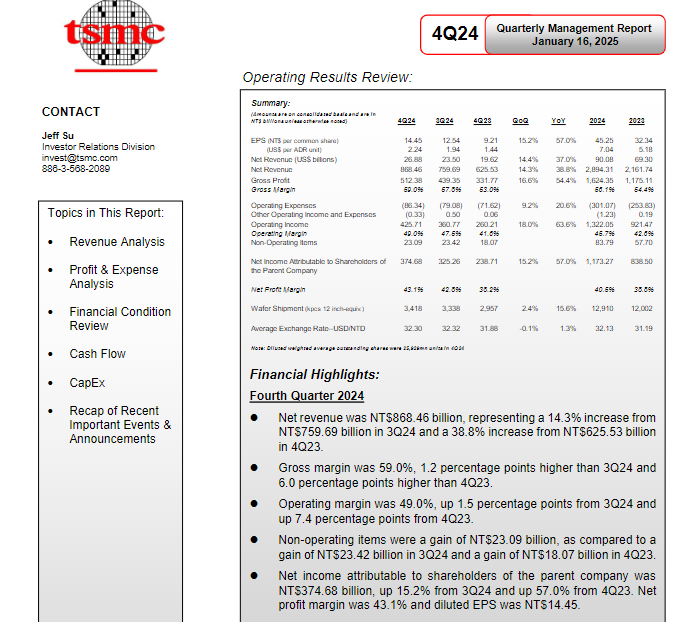 tsmc
4Q24
Quarterly Management Report
January 16, 2025
Operating Results Review:
CONTACT
Jeff Su
Investor Relations Division
invest@tsmc.com
886-3-568-2089
Topics in This Report:
• Revenue Analysis
• Profit & Expense
Analysis
• Financial Condition
Review
• Cash Flow
• CapEx
• Recap of Recent
Important Events &
Announcements
Summary:
(Amounts are on consolidated basis and are in
NT$ billions unless otherwise noted)
4Q24 3Q24 4Q23 QoQ YoY 2024 2023
EPS (NT$ per common share) 14.45 12.54 9.21 15.2% 57.0% 45.25 32.34
(US$ per ADR unit) 2.24 1.94 1.44 7.04 5.18
Net Revenue (US$ billions) 26.88 23.50 19.62 14.4% 37.0% 90.08 69.30
Net Revenue 868.46 759.69 625.53 14.3% 38.8% 2,894.31 2,161.74
Gross Profit 512.38 439.35 331.77 16.6% 54.4% 1,624.35 1,175.11
Gross Margin 59.0% 57.8% 53.0% 56.1% 54.4%
Operating Expenses (86.34) (79.08) (71.62) 9.2% 20.6% (301.07) (253.83)
Other Operating Income and Expenses (0.33) 0.50 0.06 (1.23) 0.19
Operating Income 425.71 360.77 260.21 18.0% 63.6% 1,322.05 921.47
Operating Margin 49.0% 47.5% 41.6% 45.7% 42.6%
Non-Operating Items 23.09 23.42 18.07 83.79 57.70
Net Income Attributable to Shareholders of 374.68 325.26 238.71 15.2% 57.0% 1,173.27 838.50
the Parent Company
Net Profit Margin 43.1% 42.8% 38.2% 40.5% 38.8%
Wafer Shipment (kpcs 12 inch-equiv.) 3,418 3,338 2,957 2.4% 15.6% 12,910 12,002
Average Exchange Rate--USD/NTD 32.30 32.32 31.88 -0.1% 1.3% 32.13 31.19
Note: Diluted weighted average outstanding shares were 25,929mn units in 4Q24
Financial Highlights:
Fourth Quarter 2024
● Net revenue was NT$868.46 billion, representing a 14.3% increase from
NT$759.69 billion in 3Q24 and a 38.8% increase from NT$625.53 billion
in 4Q23.
● Gross margin was 59.0%, 1.2 percentage points higher than 3Q24 and
6.0 percentage points higher than 4Q23.
● Operating margin was 49.0%, up 1.5 percentage points from 3Q24 and
up 7.4 percentage points from 4Q23.
● Non-operating items were a gain of NT$23.09 billion, as compared to a
gain of NT$23.42 billion in 3Q24 and a gain of NT$18.07 billion in 4Q23.
● Net income attributable to shareholders of the parent company was
NT$374.68 billion, up 15.2% from 3Q24 and up 57.0% from 4Q23. Net
profit margin was 43.1% and diluted EPS was NT$14.45.